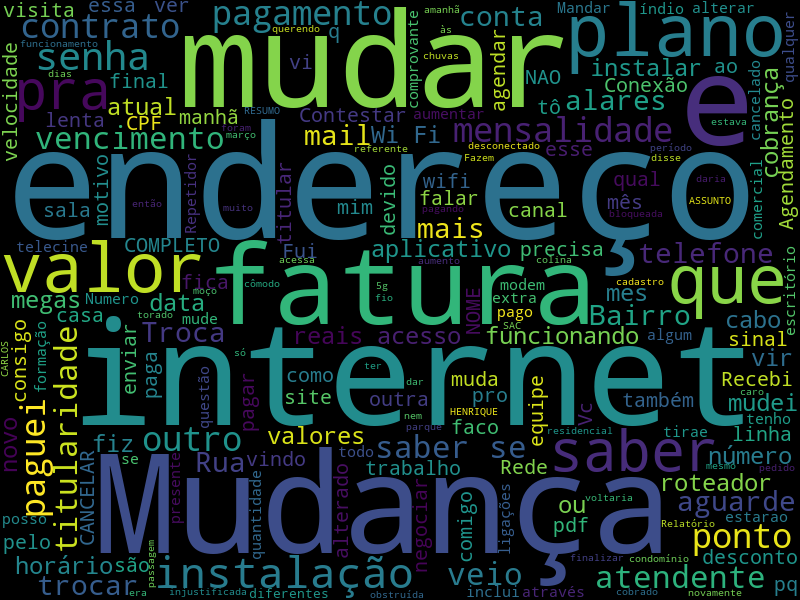 essa ver
pagamento
conta
querendo
amanhã
às
Mandar
índio alterar
visita
contrato
q
mudar
plano
qualquer
funcionamento
dias
senha
vi
comprovante
chuvas
agendar
instalar
ao
Conexão
tô
alares
NAO
velocidade
pra
final
atual
CPF
manhã
RESUMO
Contestar
aumentar
cancelado
estava
cobrança
e
lenta
foram
março
vencimento
mail
Wi Fi
mensalidade
desconectado
Fazem
período
disse
esse
referente
Agendamento
endereço
motivo
Repetidor
titular
devido
qual
daria
comercial
sala
então
muito
mim
wifi
falar
pagando
canal
mês
bloqueada
ASSUNTO
telecine
COMPLETO
Fui
mais
aplicativo
precisa
telefone
valor
fatura
que
escritório
acessa
aumento
colina
cadastro
fica
moço
cômodo
5g
fio
modem
extra
mes
megas
Numero
data
casa
mude
NOME
pago
SAC
Bairro
cabo
CARLOS
formação
consigo
titularidade
torado
Troca
reais
acesso
funcionando
algum
sinal
enviar
internet
só
ter
dar
paga
questão
pagar
como
site
outra
muda
pro
vir
Recebi
novo
paguei
nem
HENRIQUE
faco
equipe
vc
também
mudei
tenho
linha
parque
residencial
tirae
fiz
outro
valores
saber se
saber
número
CANCELAR
se
Rua
vindo
todo
trabalho
Rede
mesmo
pedido
Mudança
presente
quantidade
alterado
negociar
comigo
ligações
roteador
voltaria
ou
aguarde
posso
pelo
pdf
Relatório
estarao
ponto
horário
são
passagem
instalação
veio
finalizar
condomínio
desconto
atendente
trocar
era
injustificada
diferentes
obstruída
inclui
através
cobrado
novamente
pq